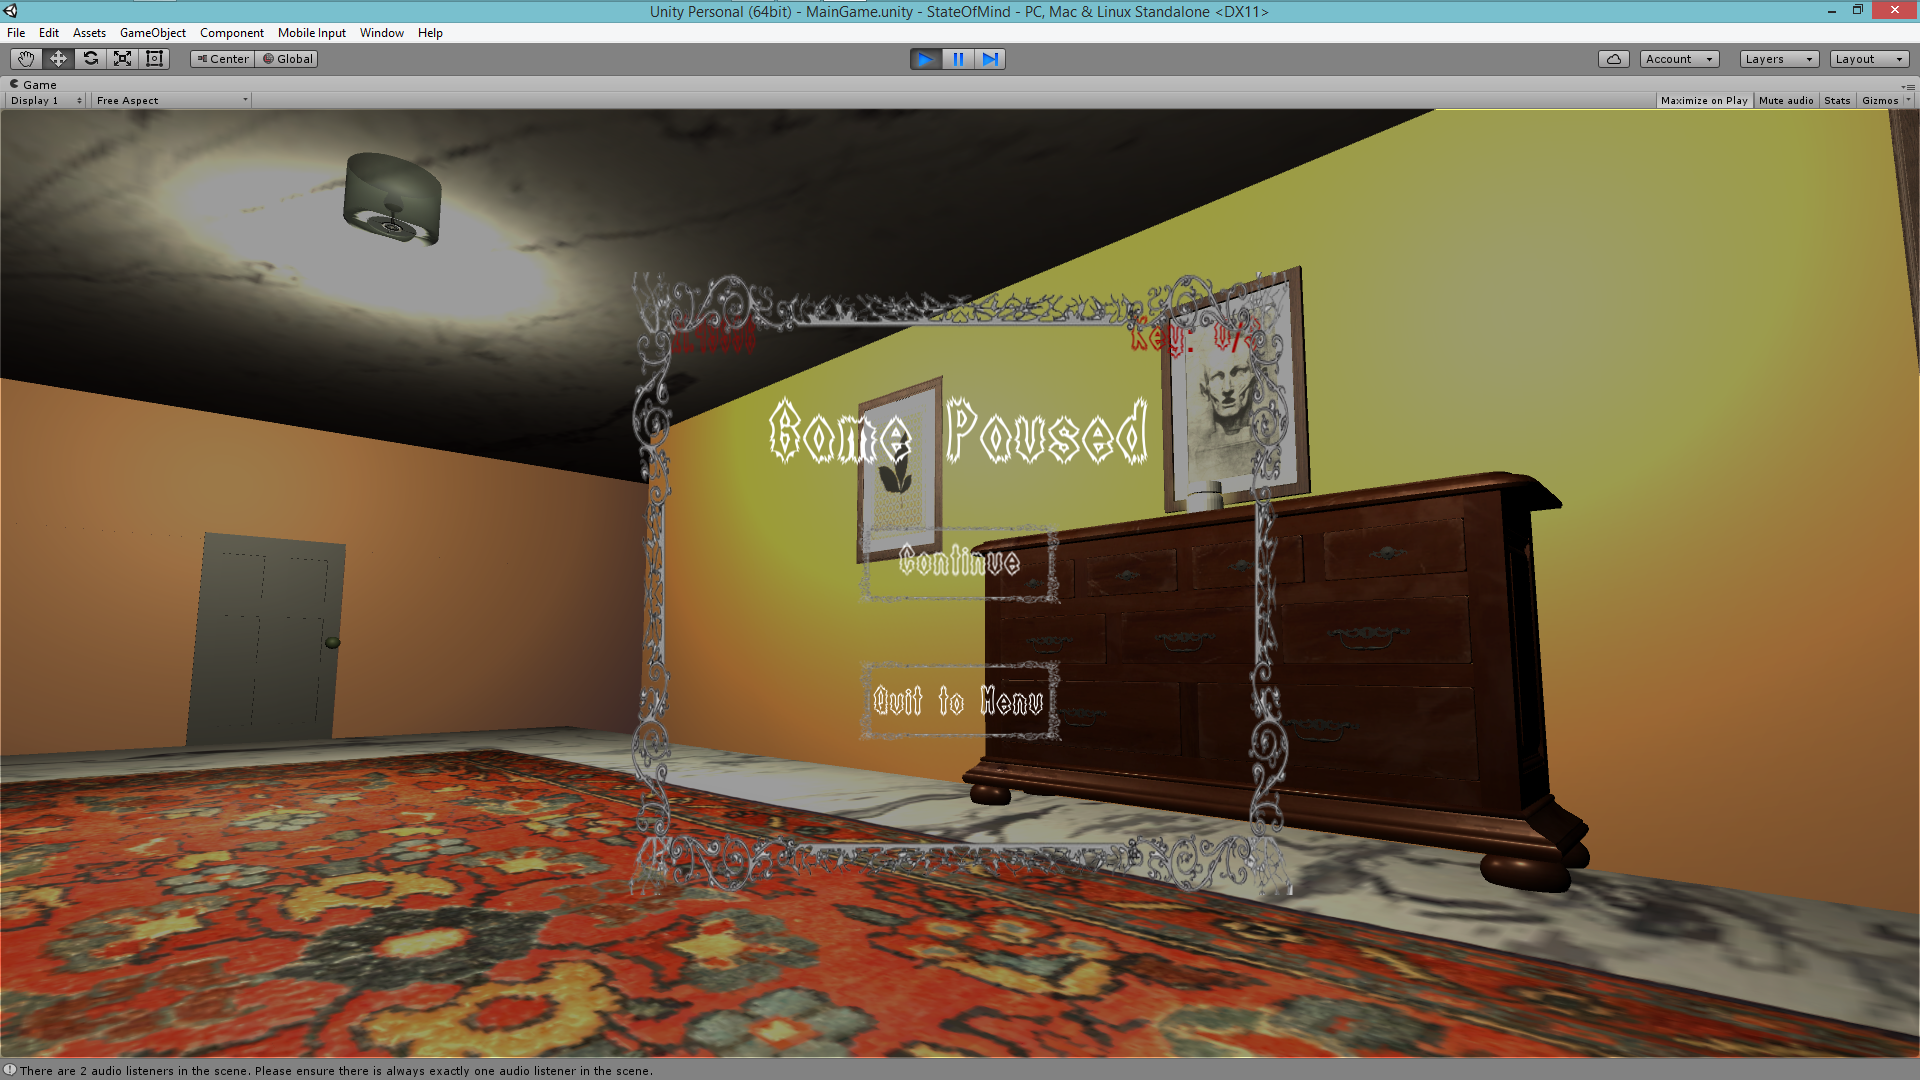 Unity Personal (64bit) - MainGame.unity - StateOfMind - PC, Mac & Linux Standalone <DX11>
File Edit Assets GameObject Component Mobile Input Window Help
Center Global Account Layers Layout
Game
Display 1 Free Aspect Maximize on Play Mute audio Stats Gizmos
Key:
Game Paused
Continue
Quit to Menu
There are 2 audio listeners in the scene. Please ensure there is always exactly one audio listener in the scene.